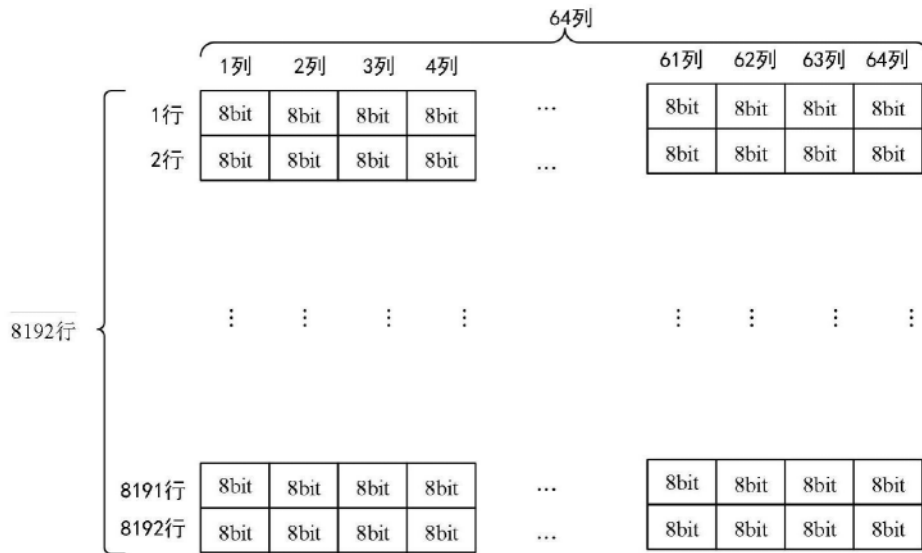 64列
1列 2列 3列 4列 61列 62列 63列 64列
1行 8bit 8bit 8bit 8bit … 8bit 8bit 8bit 8bit
2行 8bit 8bit 8bit 8bit … 8bit 8bit 8bit 8bit
8192行 ⋮ ⋮ ⋮ ⋮ ⋮ ⋮ ⋮ ⋮
8191行 8bit 8bit 8bit 8bit … 8bit 8bit 8bit 8bit
8192行 8bit 8bit 8bit 8bit … 8bit 8bit 8bit 8bit